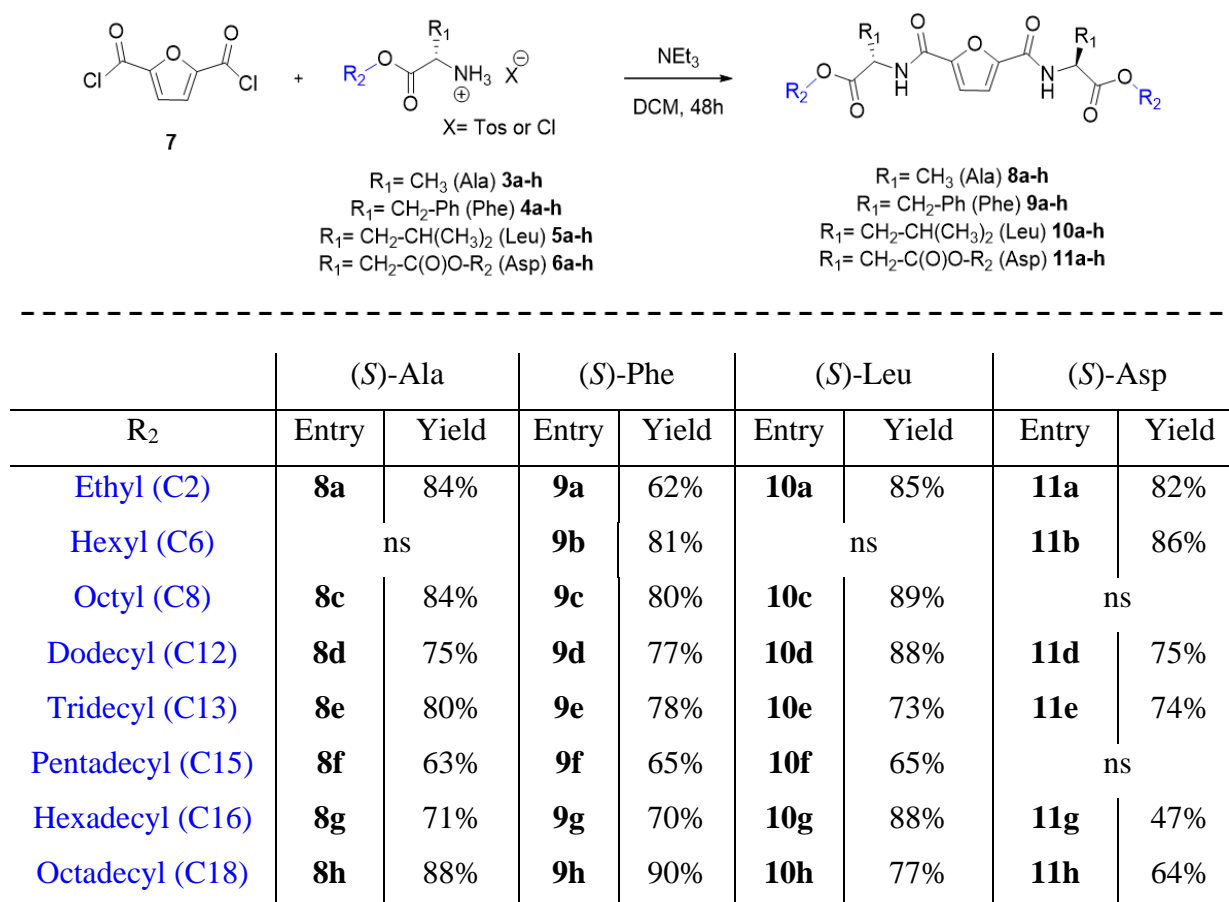 O O O R1 R1 O O O R1
Cl Cl + R2 O NH3 X⊖ NEt3 R2 O N H N H O R2
O ⊕ DCM, 48h O O
7 X= Tos or Cl
R1= CH3 (Ala) 3a-h R1= CH3 (Ala) 8a-h
R1= CH2-Ph (Phe) 4a-h R1= CH2-Ph (Phe) 9a-h
R1= CH2-CH(CH3)2 (Leu) 5a-h R1= CH2-CH(CH3)2 (Leu) 10a-h
R1= CH2-C(O)O-R2 (Asp) 6a-h R1= CH2-C(O)O-R2 (Asp) 11a-h
(S)-Ala (S)-Phe (S)-Leu (S)-Asp
R2 Entry Yield Entry Yield Entry Yield Entry Yield
Ethyl (C2) 8a 84% 9a 62% 10a 85% 11a 82%
Hexyl (C6) ns 9b 81% ns 11b 86%
Octyl (C8) 8c 84% 9c 80% 10c 89% ns
Dodecyl (C12) 8d 75% 9d 77% 10d 88% 11d 75%
Tridecyl (C13) 8e 80% 9e 78% 10e 73% 11e 74%
Pentadecyl (C15) 8f 63% 9f 65% 10f 65% ns
Hexadecyl (C16) 8g 71% 9g 70% 10g 88% 11g 47%
Octadecyl (C18) 8h 88% 9h 90% 10h 77% 11h 64%